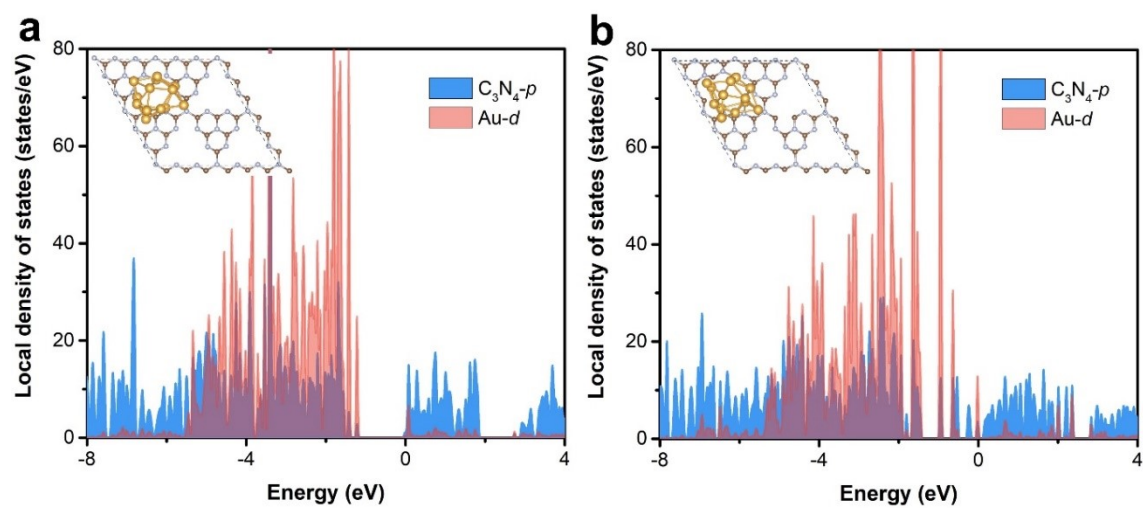 a
Local density of states (states/eV)
80
60
40
20
0
C₃N₄-p
Au-d
-8
-4
0
4
Energy (eV)
b
Local density of states (states/eV)
80
60
40
20
0
C₃N₄-p
Au-d
-8
-4
0
4
Energy (eV)